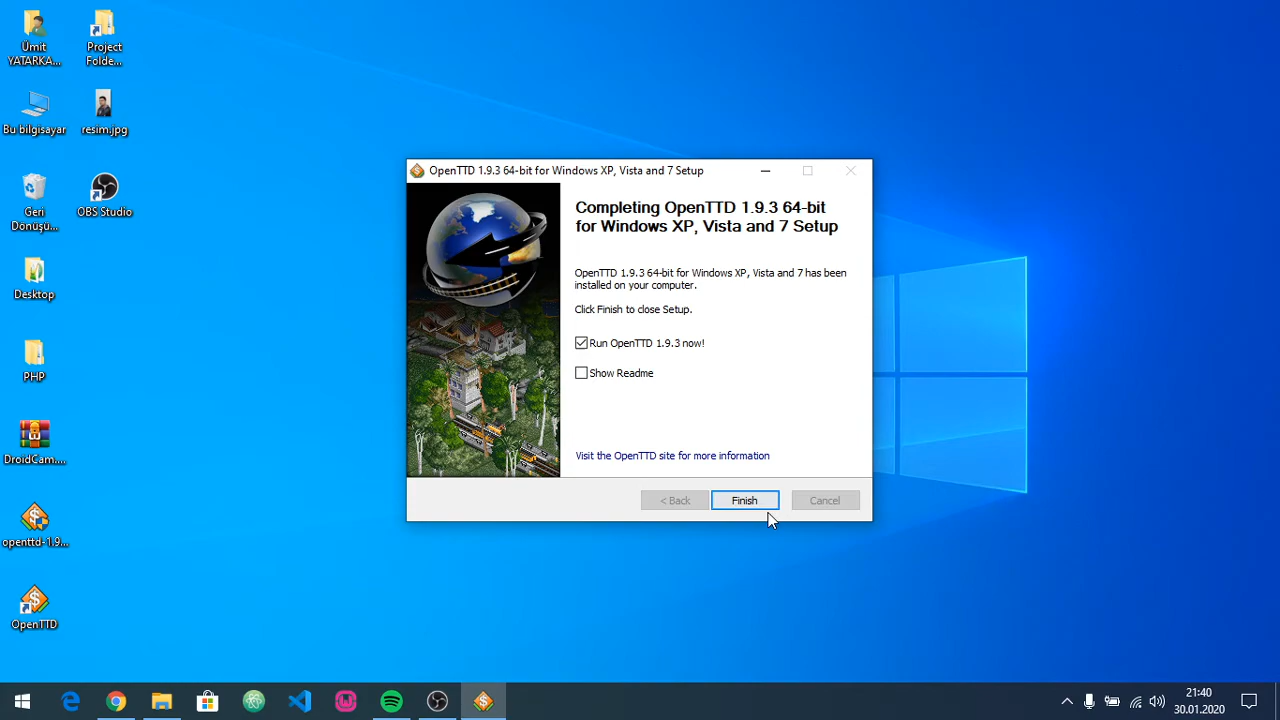 Ümit
YATARKA...
Project
Folde...
Bu bilgisayar
resim.jpg
Geri
Dönüşü...
OBS Studio
Desktop
PHP
DroidCam....
openttd-1.9...
OpenTTD
OpenTTD 1.9.3 64-bit for Windows XP, Vista and 7 Setup
Completing OpenTTD 1.9.3 64-bit
for Windows XP, Vista and 7 Setup
OpenTTD 1.9.3 64-bit for Windows XP, Vista and 7 has been
installed on your computer.
Click Finish to close Setup.
Run OpenTTD 1.9.3 now!
Show Readme
Visit the OpenTTD site for more information
< Back
Finish
Cancel
21:40
30.01.2020